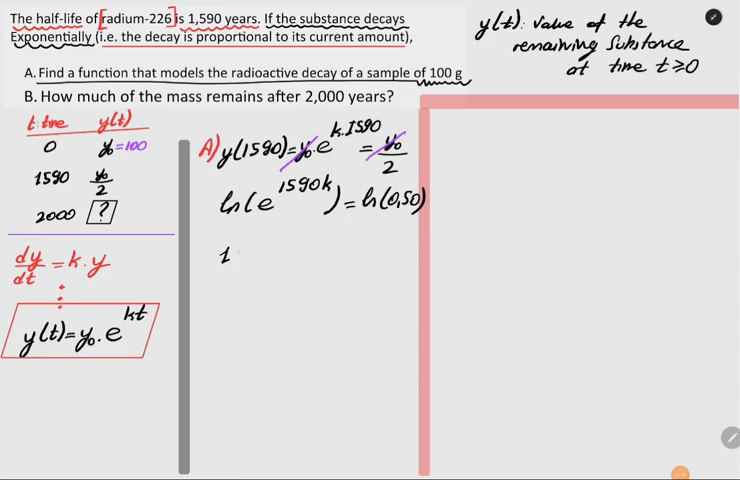 The half-life of [radium-226] is 1,590 years. If the substance decays
Exponentially (i.e. the decay is proportional to its current amount),
A. Find a function that models the radioactive decay of a sample of 100 g
B. How much of the mass remains after 2,000 years?
y(t): Value of the
remaining substance
at time t≥0
t: time y(t)
0 y₀=100
1590 y₀/2
2000 ?
dy/dt = k.y
y(t)=y₀.e^kt
A) y(1590)=y₀.e^k.1590 = y₀/2
ln(e^1590k)=ln(0,50)
1